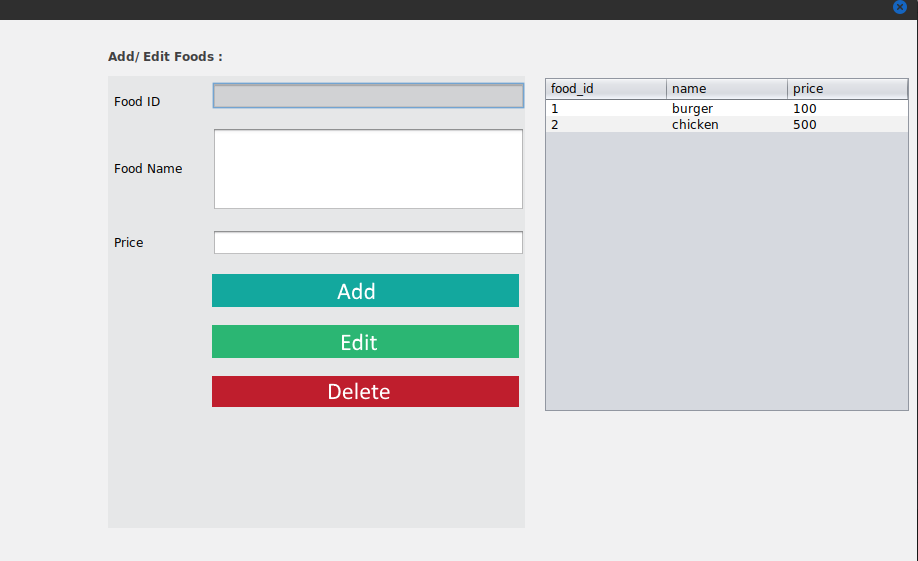 Add/ Edit Foods :
Food ID
Food Name
Price
Add
Edit
Delete
food_id name price
1 burger 100
2 chicken 500